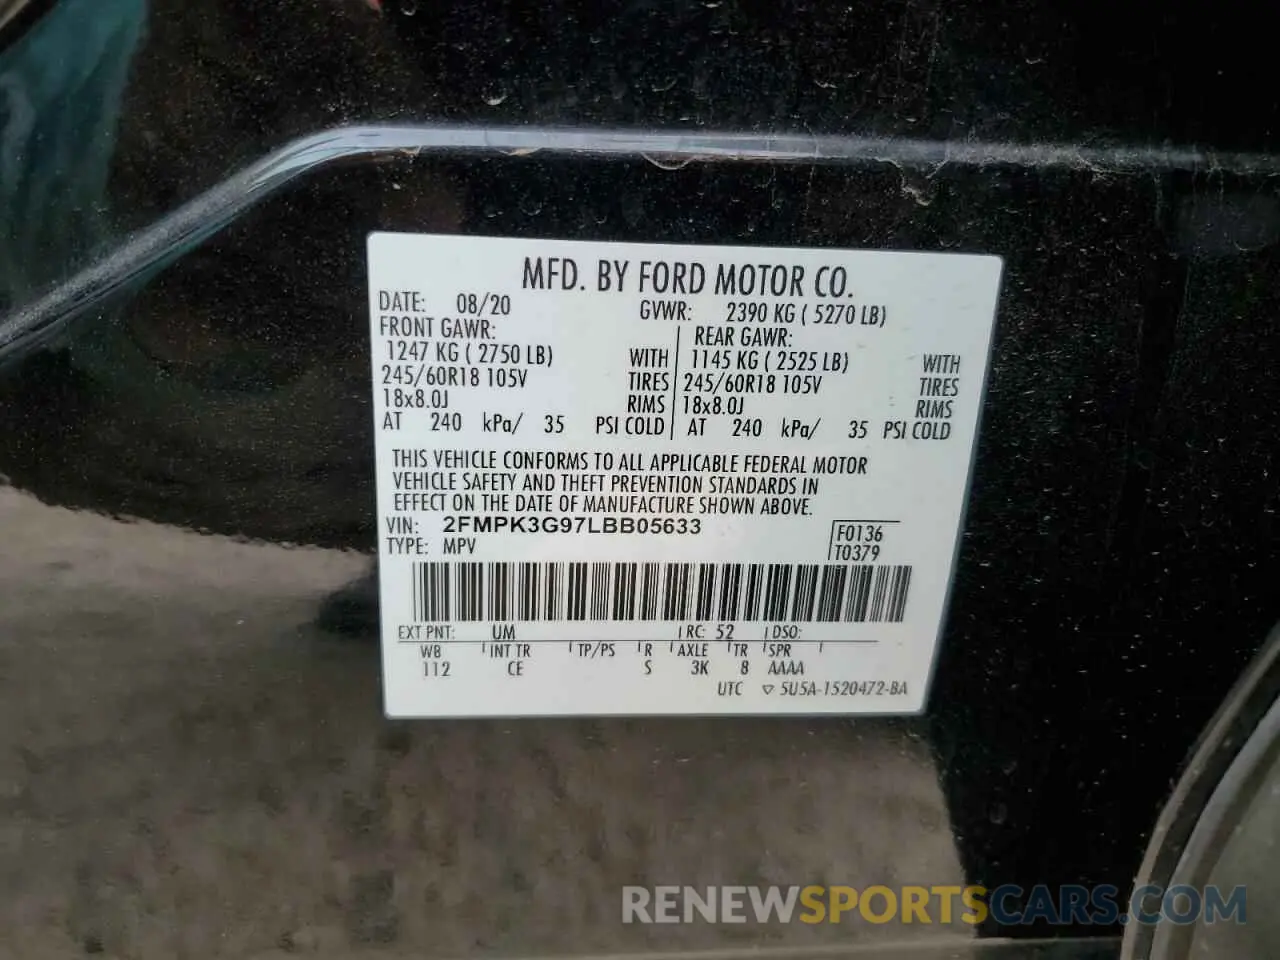 MFD. BY FORD MOTOR CO.
DATE: 08/20 GVWR: 2390 KG ( 5270 LB)
FRONT GAWR: REAR GAWR:
1247 KG ( 2750 LB) WITH 1145 KG ( 2525 LB) WITH
245/60R18 105V TIRES 245/60R18 105V TIRES
18x8.0J RIMS 18x8.0J RIMS
AT 240 kPa/ 35 PSI COLD AT 240 kPa/ 35 PSI COLD
THIS VEHICLE CONFORMS TO ALL APPLICABLE FEDERAL MOTOR
VEHICLE SAFETY AND THEFT PREVENTION STANDARDS IN
EFFECT ON THE DATE OF MANUFACTURE SHOWN ABOVE.
VIN: 2FMPK3G97LBB05633 F0136
TYPE: MPV T0379
EXT PNT: UM RC: 52 DSO:
WB INT TR TP/PS R AXLE TR SPR
112 CE S 3K 8 AAAA
UTC ▽ 5U5A-1520472-BA
RENEWSPORTSCARS.COM